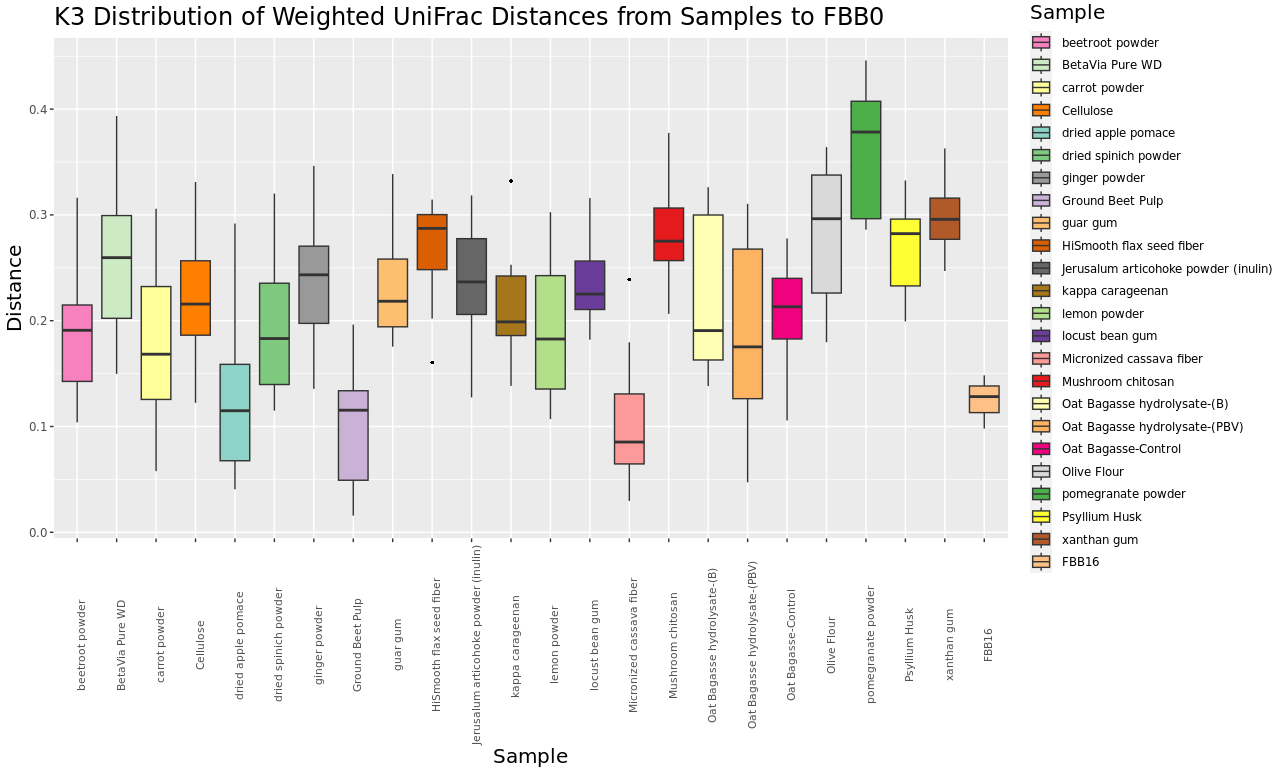 K3 Distribution of Weighted UniFrac Distances from Samples to FBB0
Distance
0.4
0.3
0.2
0.1
0.0
beetroot powder
BetaVia Pure WD
carrot powder
Cellulose
dried apple pomace
dried spinich powder
ginger powder
Ground Beet Pulp
guar gum
HiSmooth flax seed fiber
Jerusalum articohoke powder (inulin)
kappa carageenan
lemon powder
locust bean gum
Micronized cassava fiber
Mushroom chitosan
Oat Bagasse hydrolysate-(B)
Oat Bagasse hydrolysate-(PBV)
Oat Bagasse-Control
Olive Flour
pomegranate powder
Psyllium Husk
xanthan gum
FBB16
Sample
Sample
beetroot powder
BetaVia Pure WD
carrot powder
Cellulose
dried apple pomace
dried spinich powder
ginger powder
Ground Beet Pulp
guar gum
HiSmooth flax seed fiber
Jerusalum articohoke powder (inulin)
kappa carageenan
lemon powder
locust bean gum
Micronized cassava fiber
Mushroom chitosan
Oat Bagasse hydrolysate-(B)
Oat Bagasse hydrolysate-(PBV)
Oat Bagasse-Control
Olive Flour
pomegranate powder
Psyllium Husk
xanthan gum
FBB16